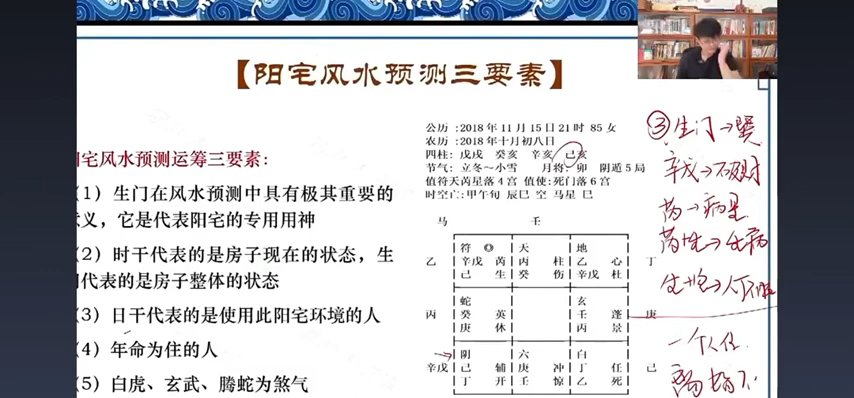 【阳宅风水预测三要素】
阳宅风水预测运筹三要素：
（1）生门在风水预测中具有极其重要的
意义，它是代表阳宅的专用用神
（2）时干代表的是房子现在的状态，生
门代表的是房子整体的状态
（3）日干代表的是使用此阳宅环境的人
（4）年命为住的人
（5）白虎、玄武、腾蛇为煞气
公历：2018年11月15日21时 85女
农历：2018年十月初八日
四柱：戊戌 癸亥 辛亥 己亥
节气：立冬～小雪 月将：卯 阴遁5局
值符天芮星落4宫 值使：死门落6宫
时空亡：甲午旬 辰巳 空 马星 巳
马 壬
符 ◎ 天 地
乙 辛戊 芮 丙 柱 乙 心 丁
己 生 癸 伤 辛戊 杜
蛇 玄
丙 癸 英 壬 蓬 庚
庚 休 丙 景
阴 六 白
辛戊 己 辅 庚 冲 丁 任 己
丁 开 壬 惊 乙 死
③生门→巽
一个人住